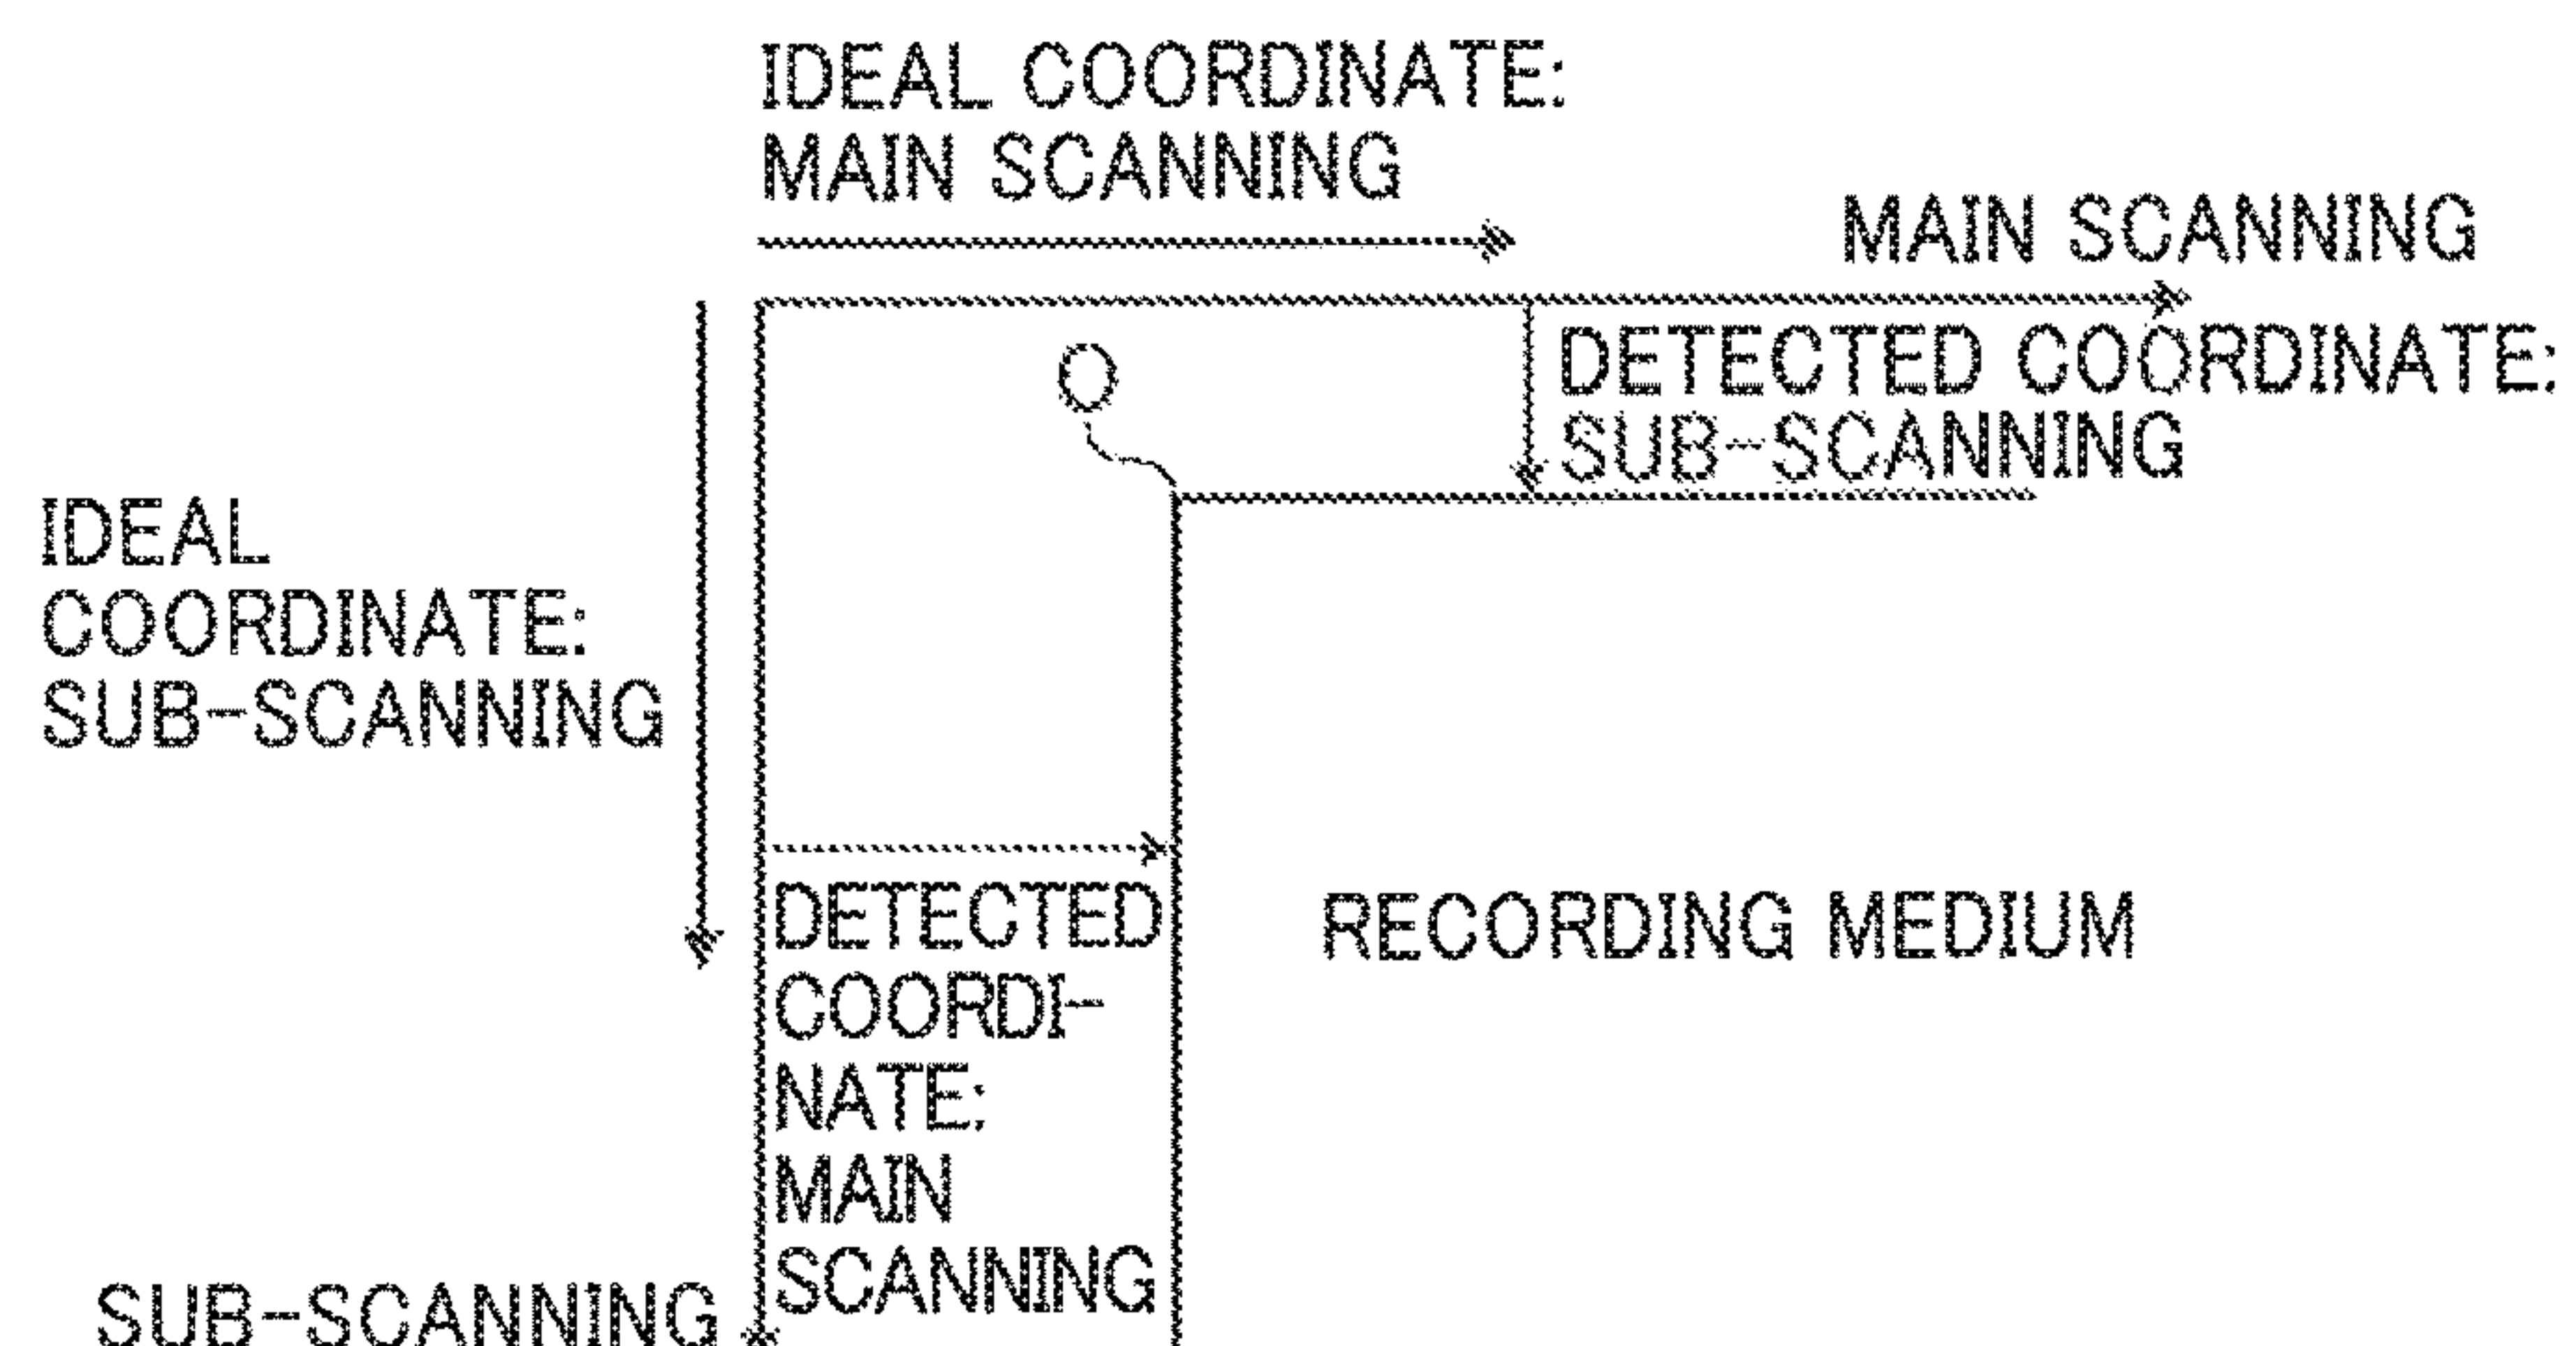 IDEAL COORDINATE:
MAIN SCANNING
MAIN SCANNING
O
DETECTED COORDINATE:
SUB-SCANNING
IDEAL
COORDINATE:
SUB-SCANNING
DETECTED
COORDI-
NATE:
MAIN
SCANNING
RECORDING MEDIUM
SUB-SCANNING